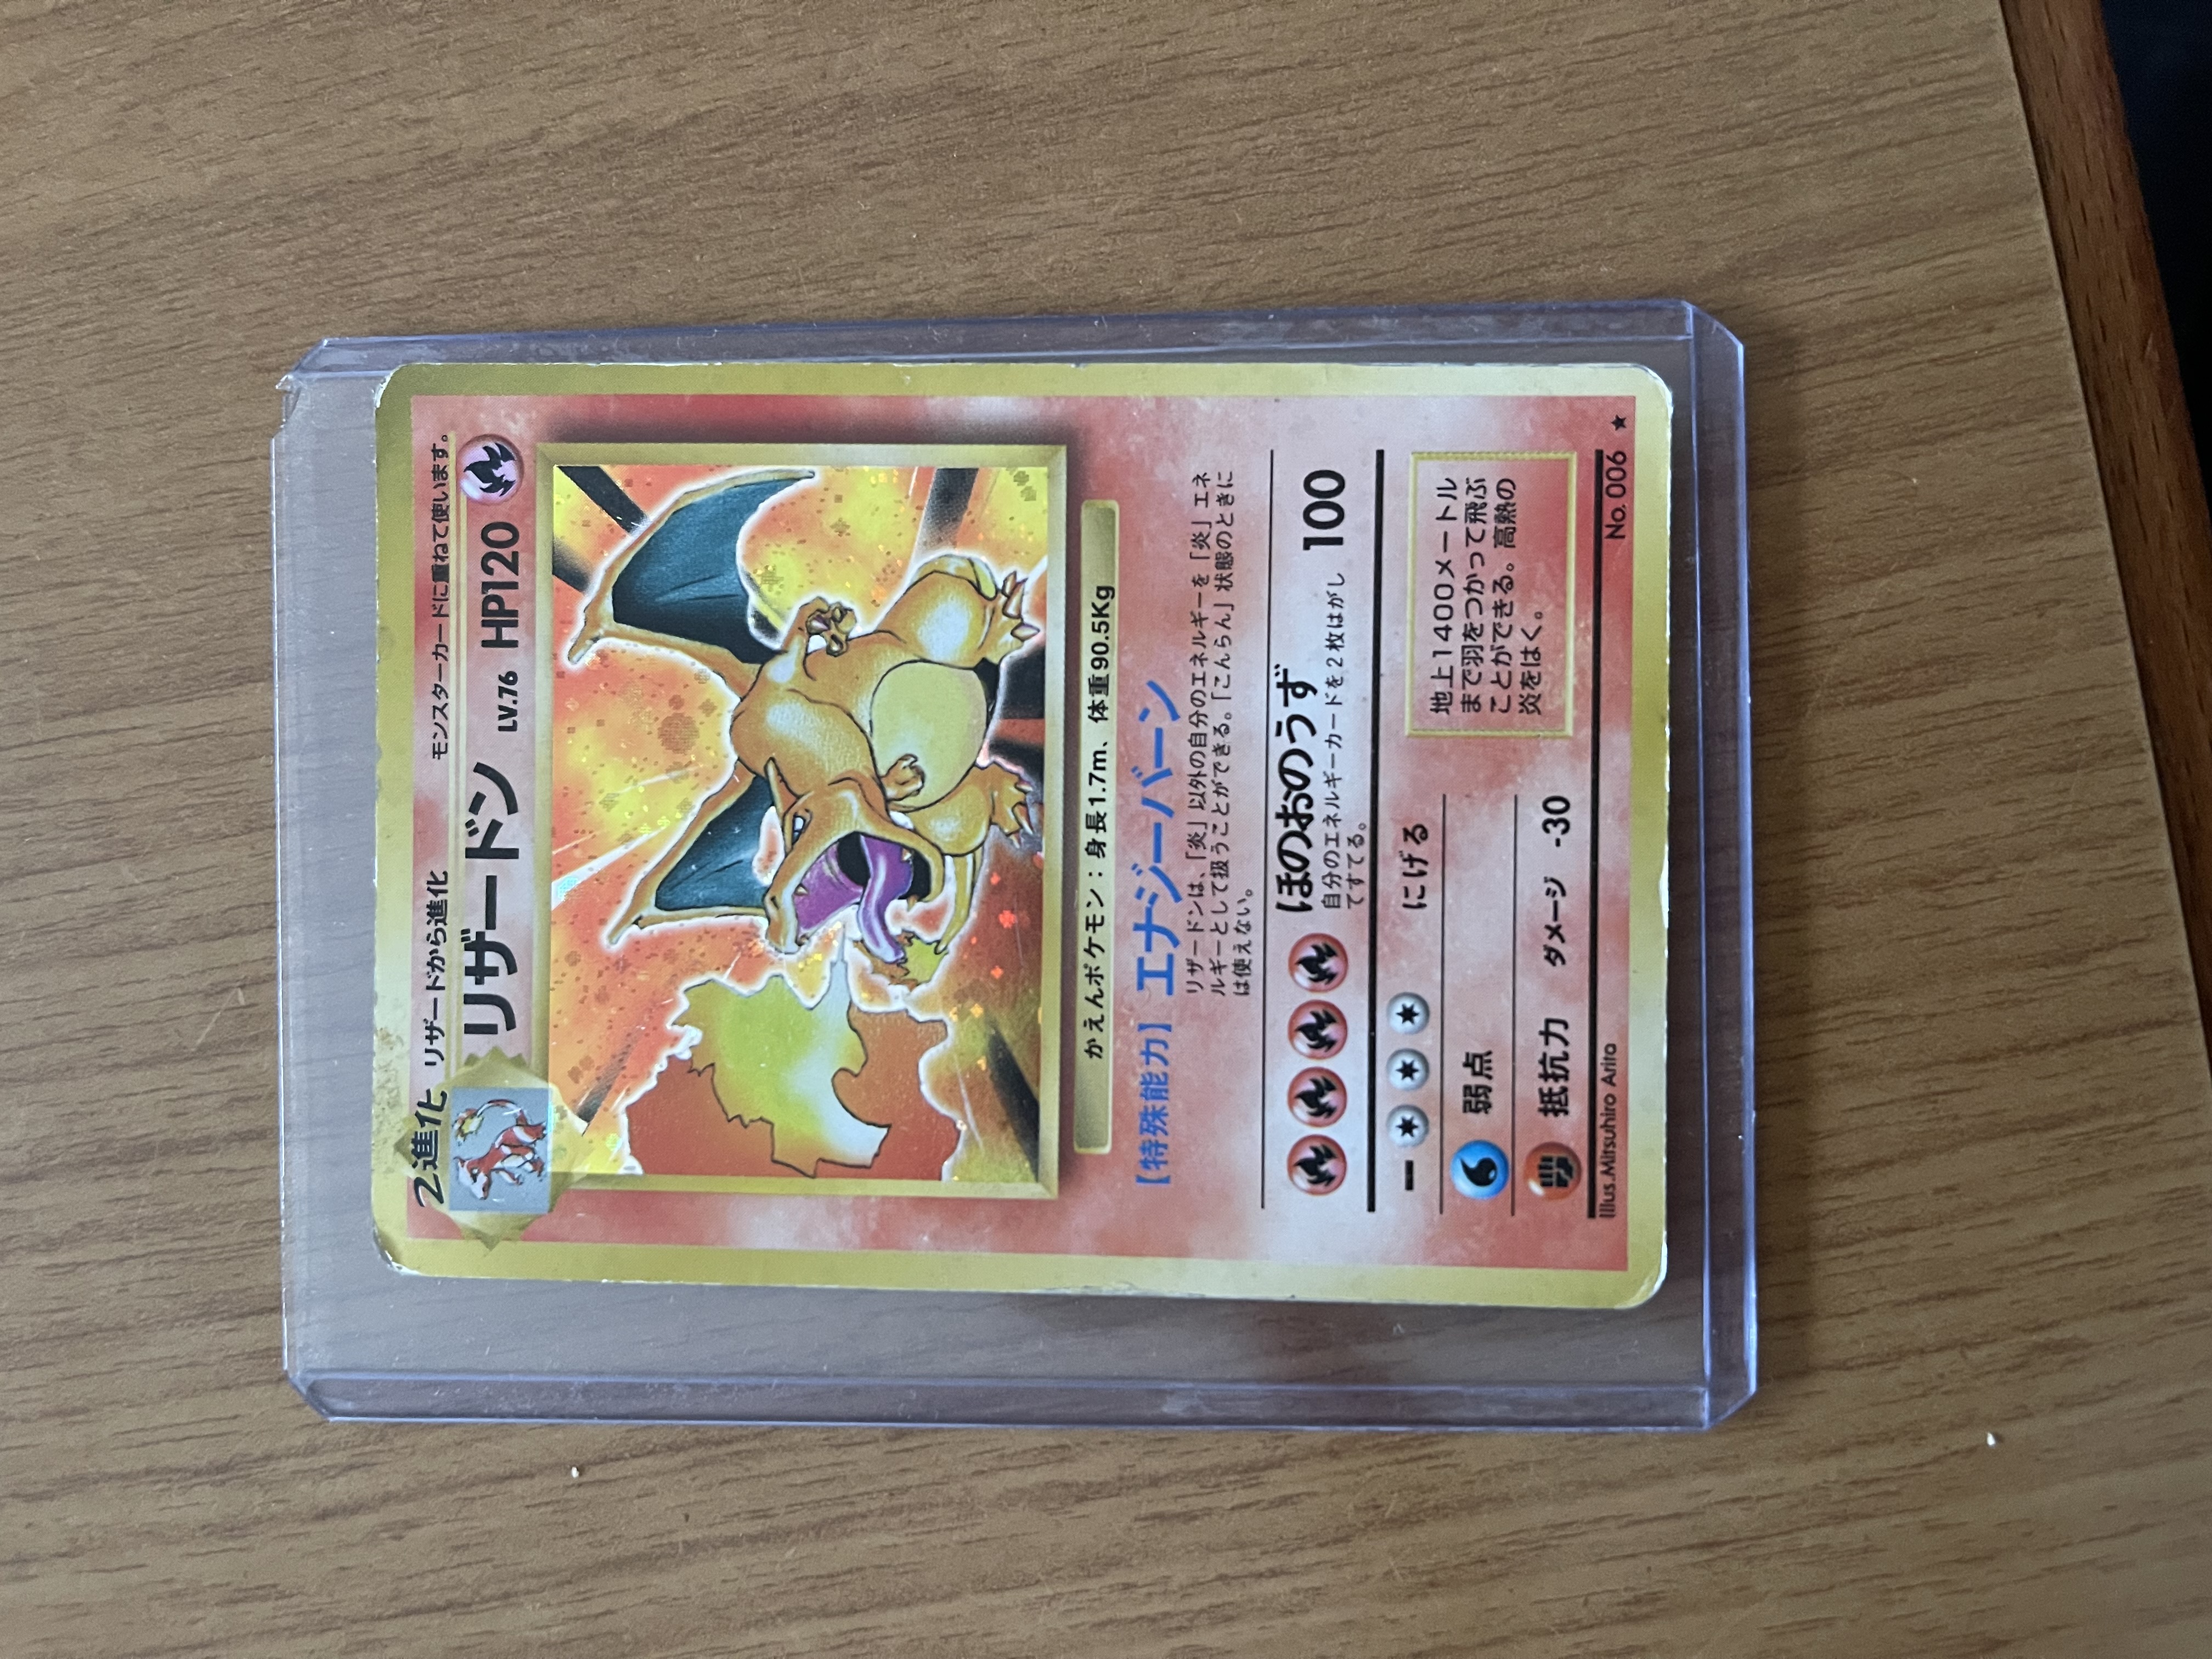 2進化 リザードから進化 モンスターカードに重ねて使います。
リザードン LV.76 HP120
かえんポケモン：身長1.7m、体重90.5Kg
【特殊能力】エナジーバーン
リザードンは、「炎」以外の自分のエネルギーを「炎」エネ
ルギーとして扱うことができる。「こんらん」状態のときに
は使えない。
ほのおのうず 100
自分のエネルギーカードを2枚はがし
てすてる。
ー にげる
弱点
抵抗力 ダメージ -30
地上1400メートル
まで羽をつかって飛ぶ
ことができる。高熱の
炎をはく。
Illus.Mitsuhiro Arita No.006 ★